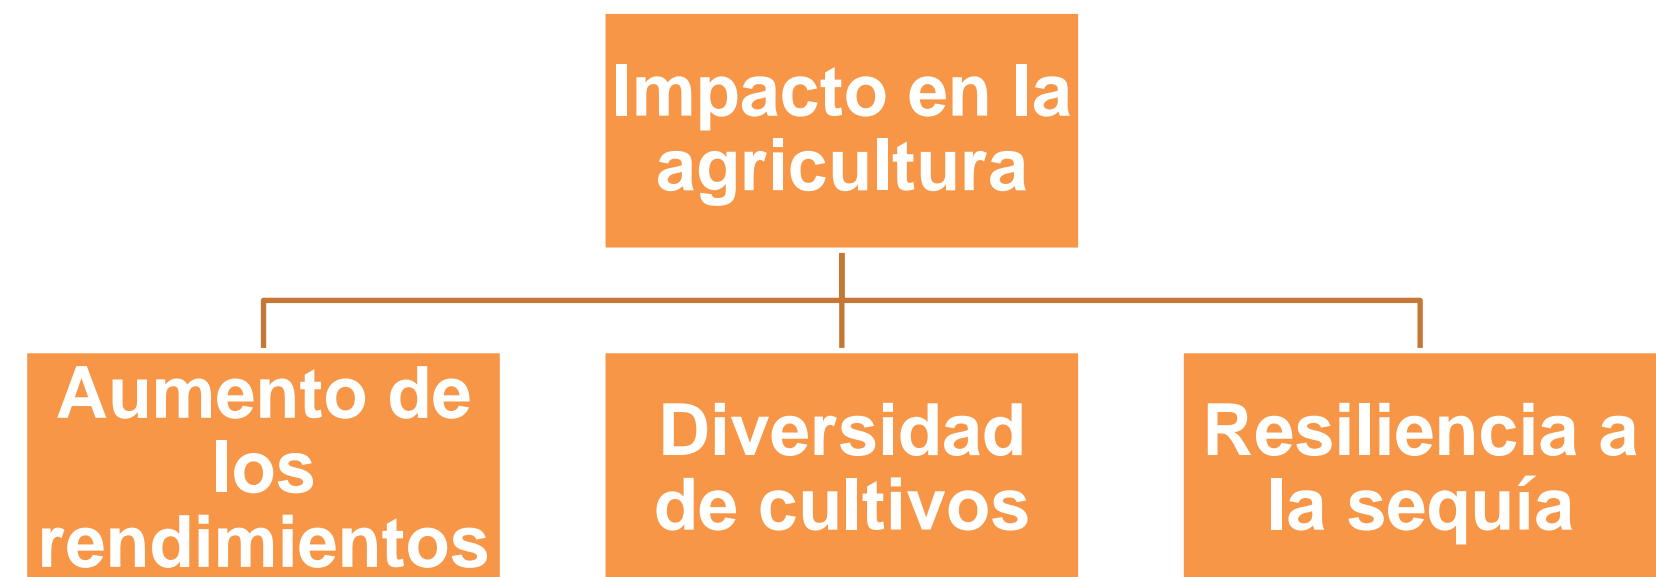 Impacto en la
agricultura
Aumento de
los
rendimientos
Diversidad
de cultivos
Resiliencia a
la sequía